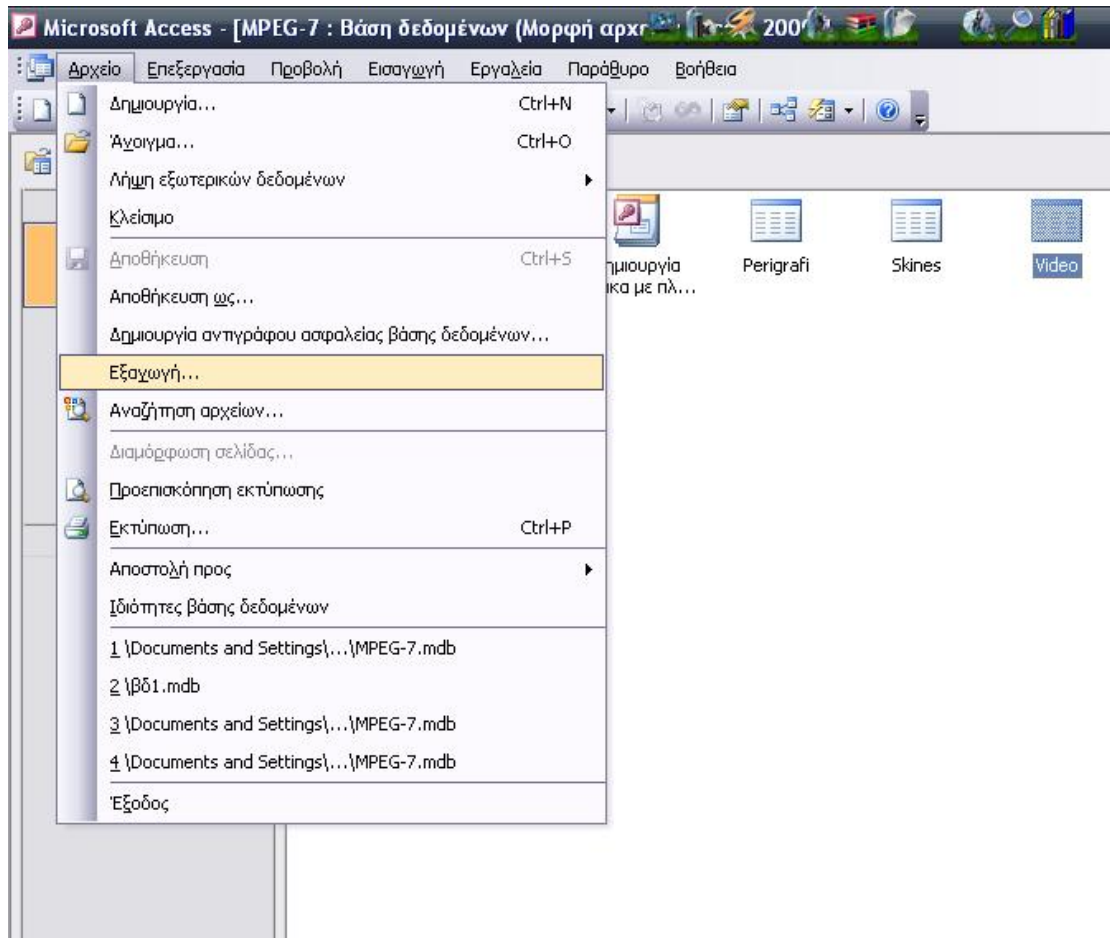 Microsoft Access - [MPEG-7 : Βάση δεδομένων (Μορφή αρχ 200
Αρχείο Επεξεργασία Προβολή Εισαγωγή Εργαλεία Παράθυρο Βοήθεια
Δημιουργία... Ctrl+N
Άνοιγμα... Ctrl+O
Λήψη εξωτερικών δεδομένων
Κλείσιμο
Αποθήκευση Ctrl+S
Αποθήκευση ως...
Δημιουργία αντιγράφου ασφαλείας βάσης δεδομένων...
Εξαγωγή...
Αναζήτηση αρχείων...
Διαμόρφωση σελίδας...
Προεπισκόπηση εκτύπωσης
Εκτύπωση... Ctrl+P
Αποστολή προς
Ιδιότητες βάσης δεδομένων
1 \Documents and Settings\...\MPEG-7.mdb
2 \βδ1.mdb
3 \Documents and Settings\...\MPEG-7.mdb
4 \Documents and Settings\...\MPEG-7.mdb
Έξοδος
ημιουργία
ικα με πλ...
Perigrafi
Skines
Video